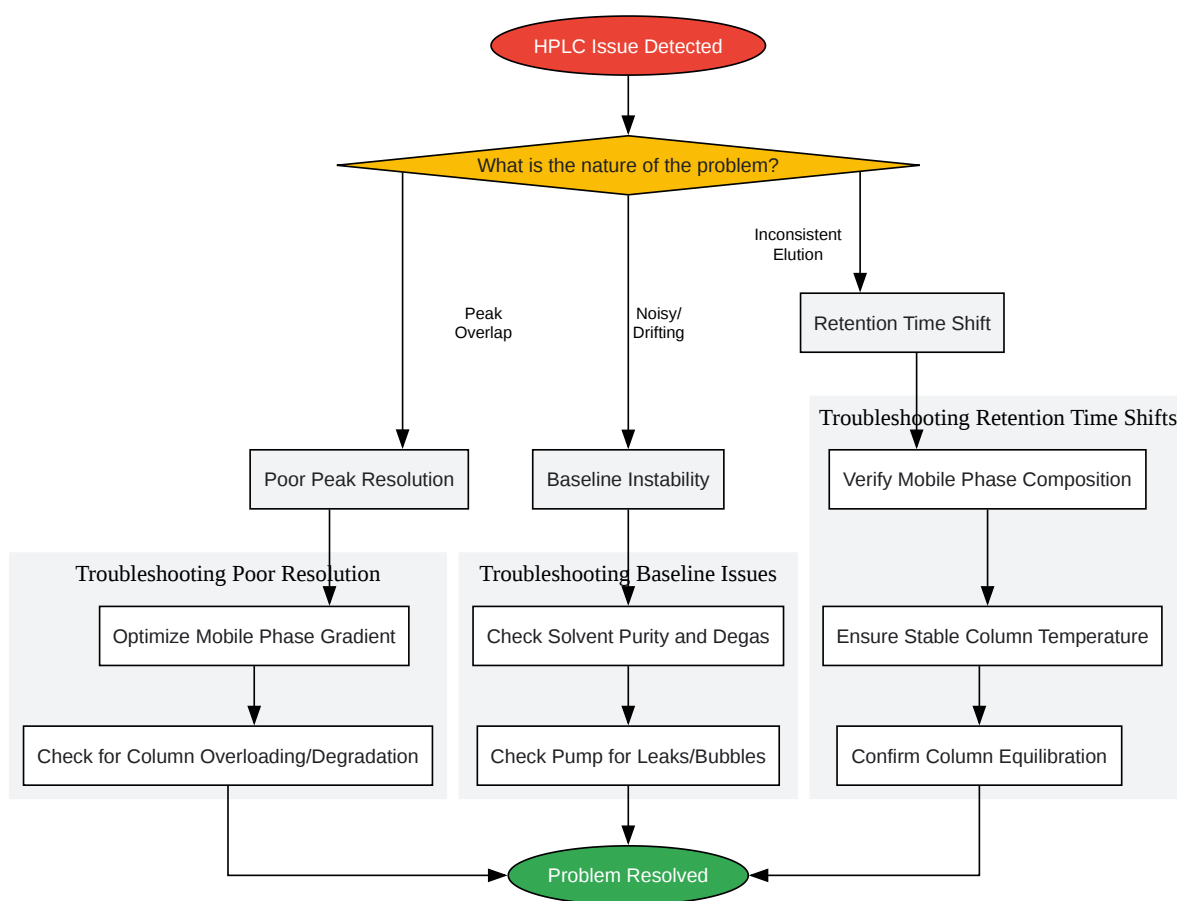 HPLC Issue Detected
What is the nature of the problem?
Inconsistent
Elution
Peak
Overlap
Noisy/
Drifting
Retention Time Shift
Troubleshooting Retention Time Shifts
Poor Peak Resolution
Baseline Instability
Verify Mobile Phase Composition
Troubleshooting Poor Resolution
Troubleshooting Baseline Issues
Optimize Mobile Phase Gradient
Check Solvent Purity and Degas
Ensure Stable Column Temperature
Check for Column Overloading/Degradation
Check Pump for Leaks/Bubbles
Confirm Column Equilibration
Problem Resolved